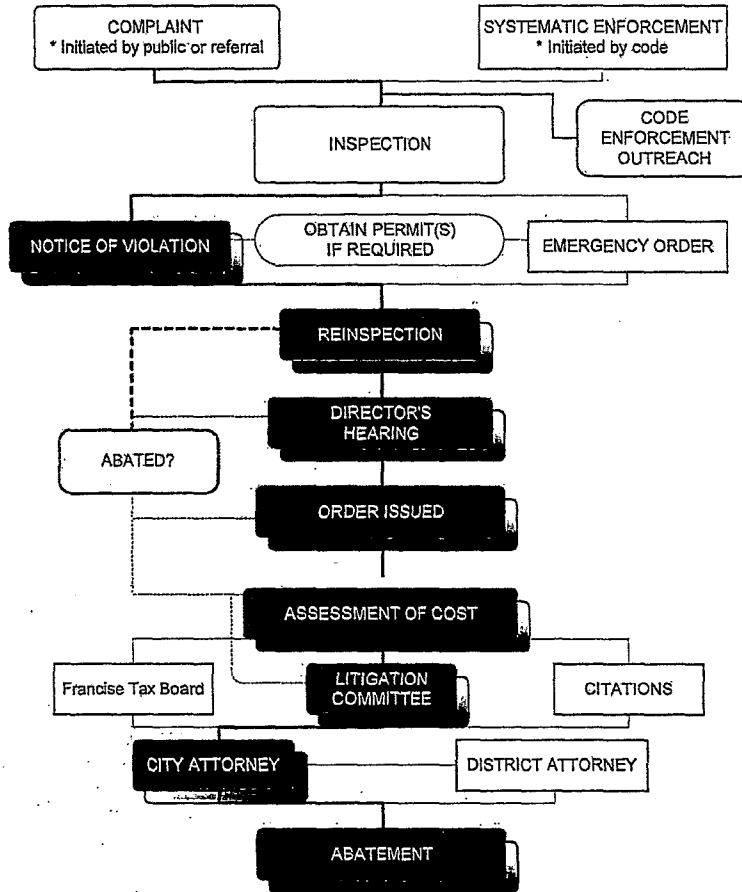 COMPLAINT
* Initiated by public or referral
SYSTEMATIC ENFORCEMENT
* Initiated by code
INSPECTION
CODE
ENFORCEMENT
OUTREACH
NOTICE OF VIOLATION
OBTAIN PERMIT(S)
IF REQUIRED
EMERGENCY ORDER
REINSPECTION
DIRECTOR'S
HEARING
ABATED?
ORDER ISSUED
ASSESSMENT OF COST
Francise Tax Board
LITIGATION
COMMITTEE
CITATIONS
CITY ATTORNEY
DISTRICT ATTORNEY
ABATEMENT